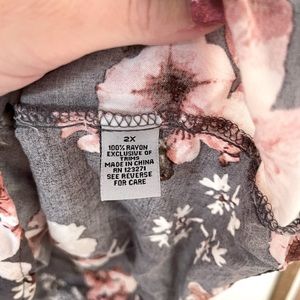 2X
100% RAYON
EXCLUSIVE OF
TRIMS
MADE IN CHINA
RN 123271
SEE REVERSE
FOR CARE